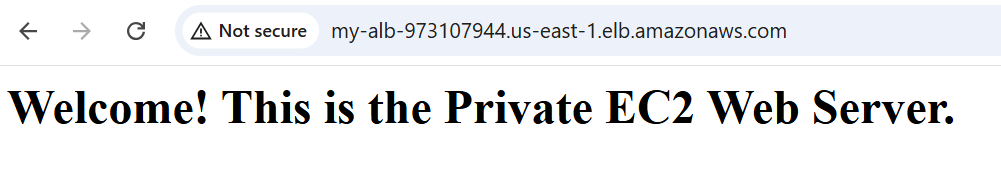 Not secure my-alb-973107944.us-east-1.elb.amazonaws.com
Welcome! This is the Private EC2 Web Server.